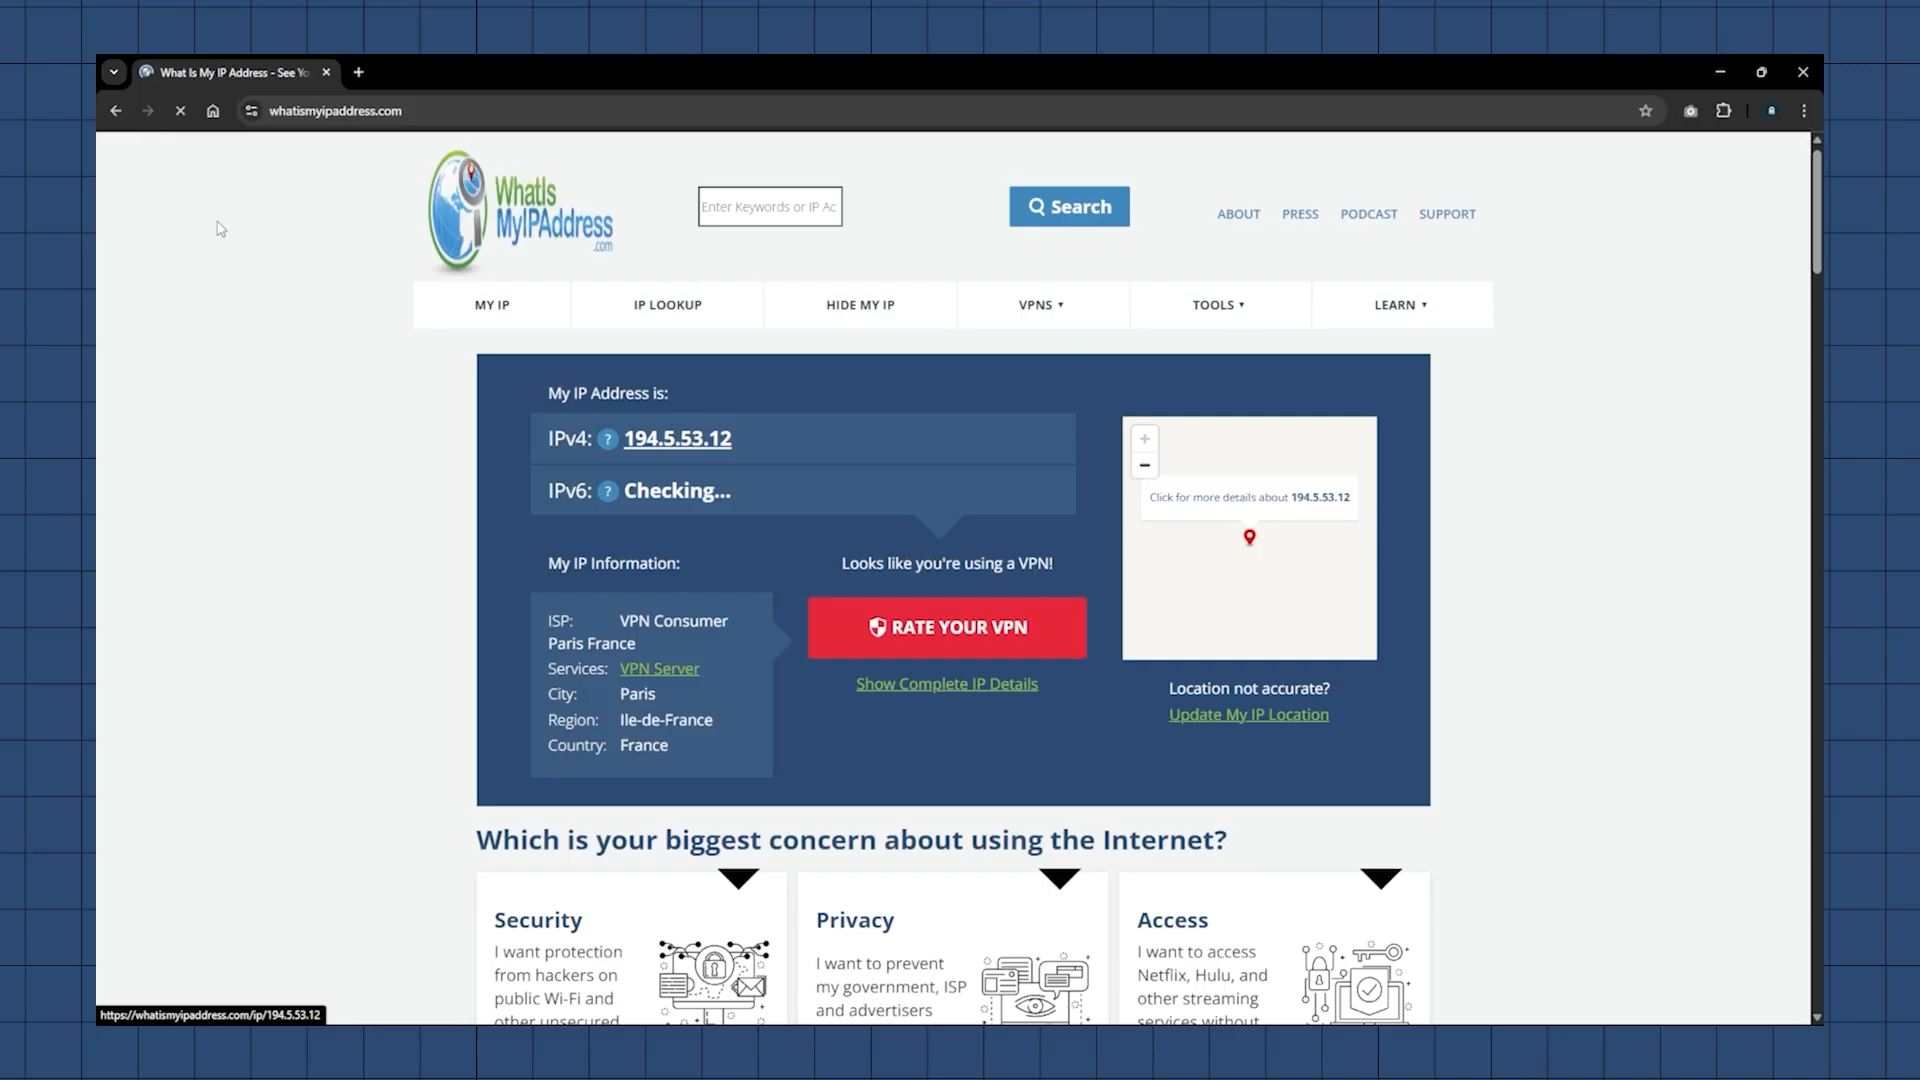 What Is My IP Address - See Yo
whatismyipaddress.com
WhatIs
MyIPAddress
.com
Enter Keywords or IP Ac
Search
ABOUT PRESS PODCAST SUPPORT
MY IP IP LOOKUP HIDE MY IP VPNS TOOLS LEARN
My IP Address is:
IPv4: ? 194.5.53.12
IPv6: ? Checking...
+
−
Click for more details about 194.5.53.12
My IP Information:
Looks like you're using a VPN!
ISP: VPN Consumer
Paris France
Services: VPN Server
City: Paris
Region: Ile-de-France
Country: France
RATE YOUR VPN
Show Complete IP Details
Location not accurate?
Update My IP Location
Which is your biggest concern about using the Internet?
Security
I want protection
from hackers on
public Wi-Fi and
other unsecured
Privacy
I want to prevent
my government, ISP
and advertisers
Access
I want to access
Netflix, Hulu, and
other streaming
services without
https://whatismyipaddress.com/ip/194.5.53.12